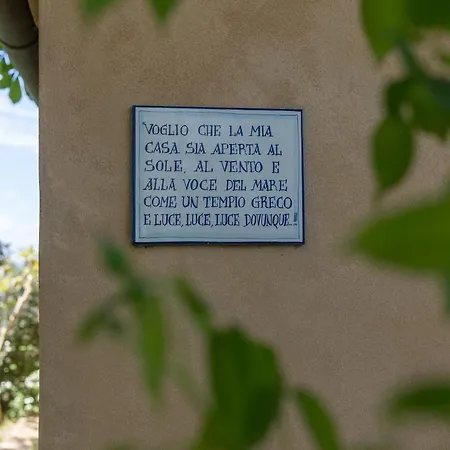 "VOGLIO CHE LA MIA
CASA SIA APERTA AL
SOLE, AL VENTO E
ALLA VOCE DEL MARE
COME UN TEMPIO GRECO
E LUCE, LUCE, LUCE DOVUNQUE..."